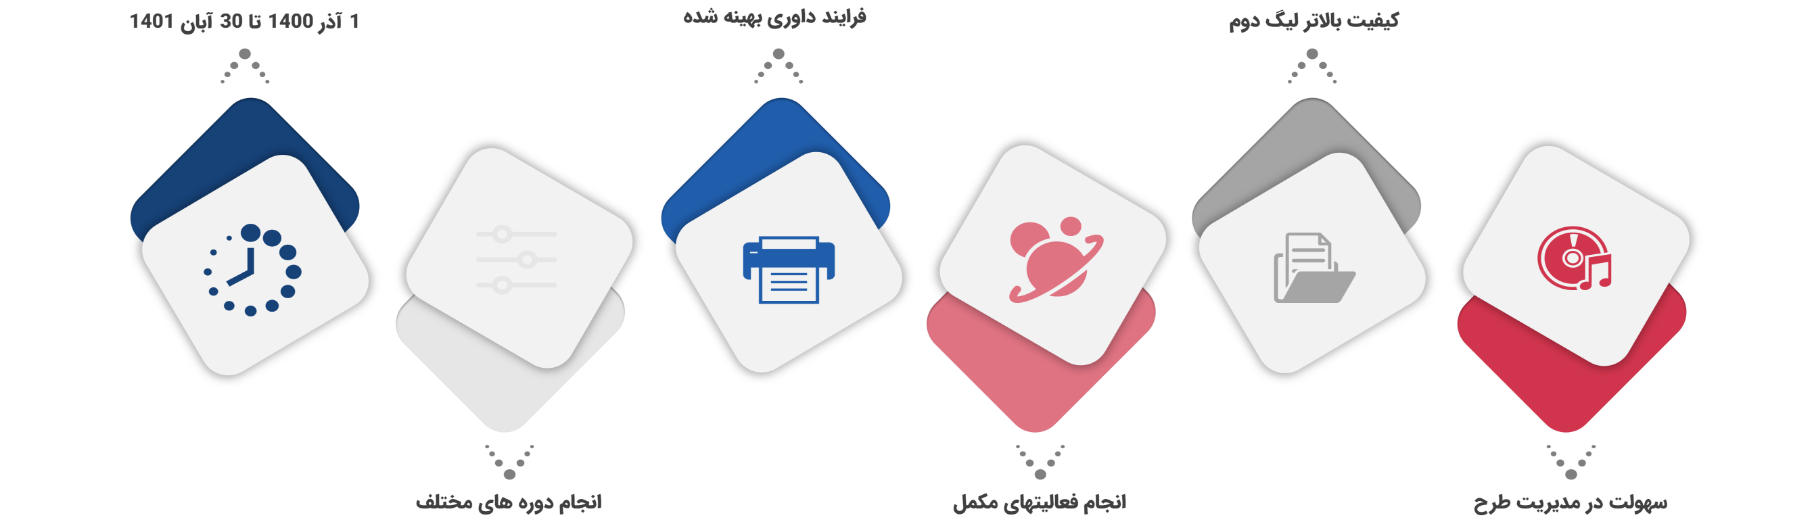 کیفیت بالاتر لیگ دوم
فرایند داوری بهینه شده
1 آذر 1400 تا 30 آبان 1401
سهولت در مدیریت طرح
انجام فعالیتهای مکمل
انجام دوره های مختلف